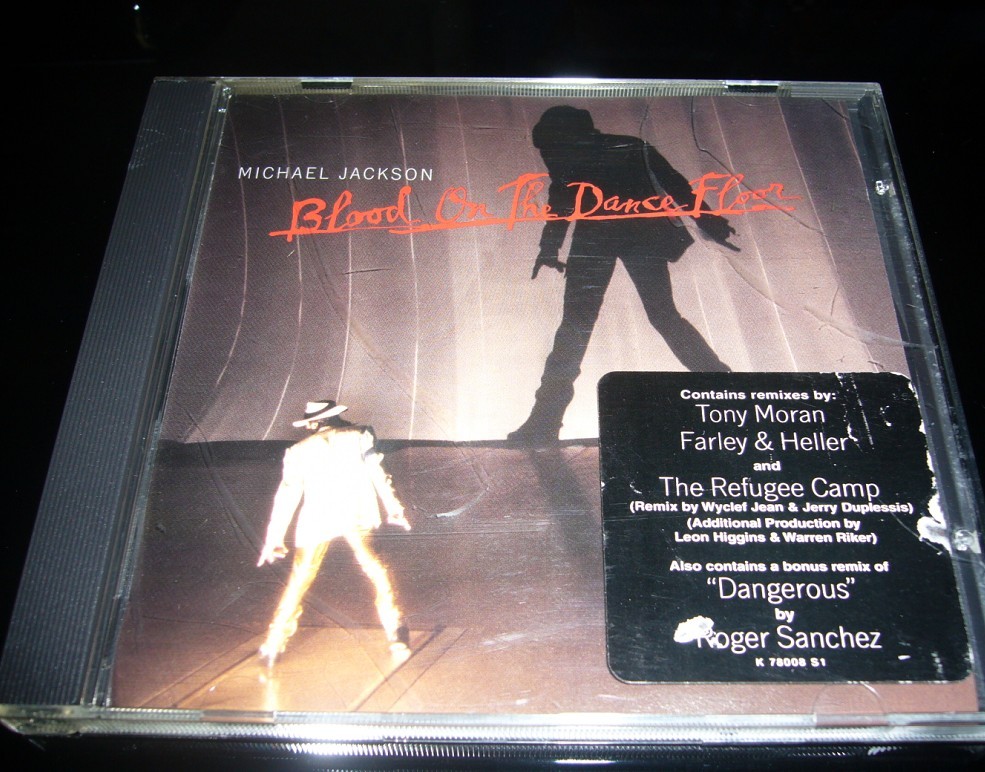 MICHAEL JACKSON
Blood On The Dance Floor
Contains remixes by:
Tony Moran
Farley & Heller
and
The Refugee Camp
(Remix by Wyclef Jean & Jerry Duplessis)
(Additional Production by
Leon Higgins & Warren Riker)
Also contains a bonus remix of
“Dangerous”
by
Roger Sanchez
K 78008 S1